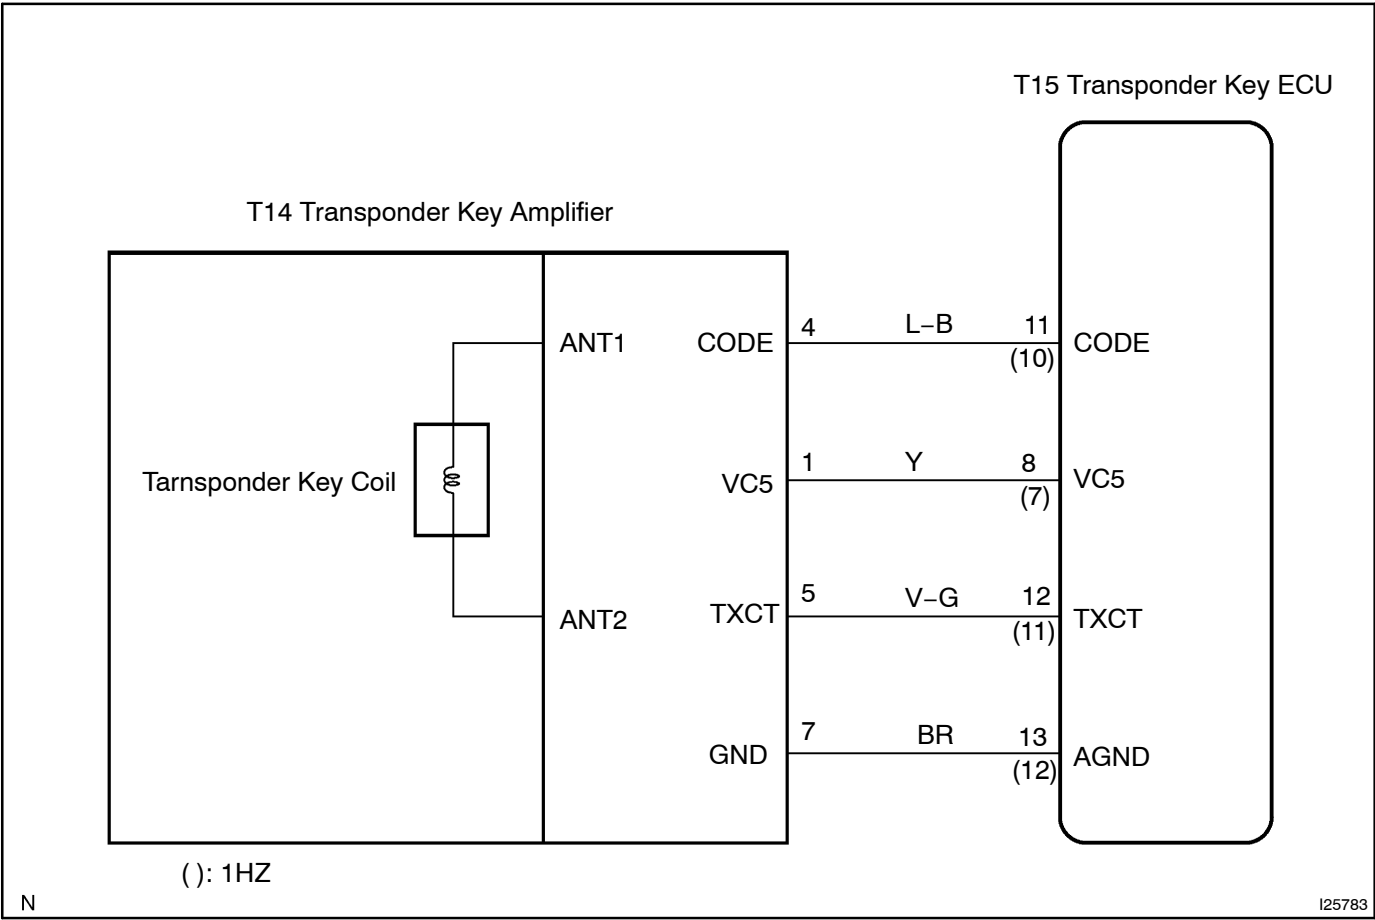 T15 Transponder Key ECU
T14 Transponder Key Amplifier
ANT1
CODE
4
L−B
11
(10)
CODE
Tarnsponder Key Coil
VC5
1
Y
8
(7)
VC5
ANT2
TXCT
5
V−G
12
(11)
TXCT
GND
7
BR
13
(12)
AGND
( ): 1HZ
N
I25783